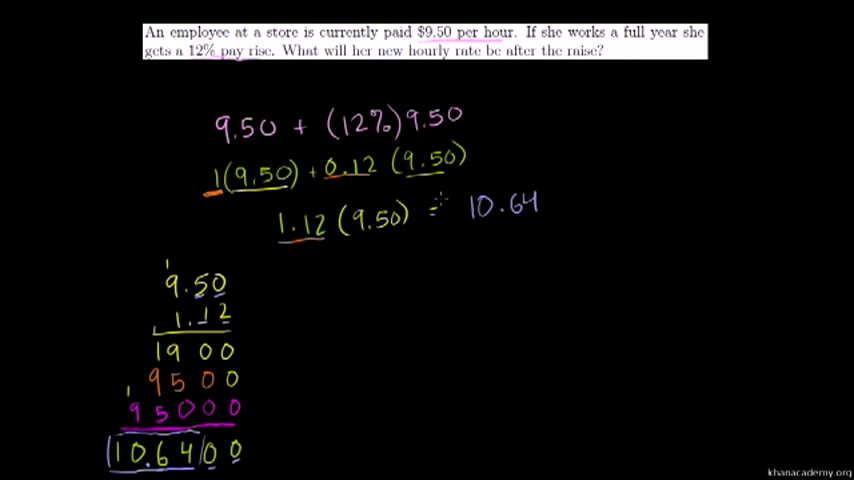 An employee at a store is currently paid $9.50 per hour. If she works a full year she
gets a 12% pay rise. What will her new hourly rate be after the raise?
9.50 + (12%) 9.50
1(9.50) + 0.12 (9.50)
1.12 (9.50) = 10.64
1
9.50
1.12
1900
9500
1
95000
10.6400
khanacademy.org